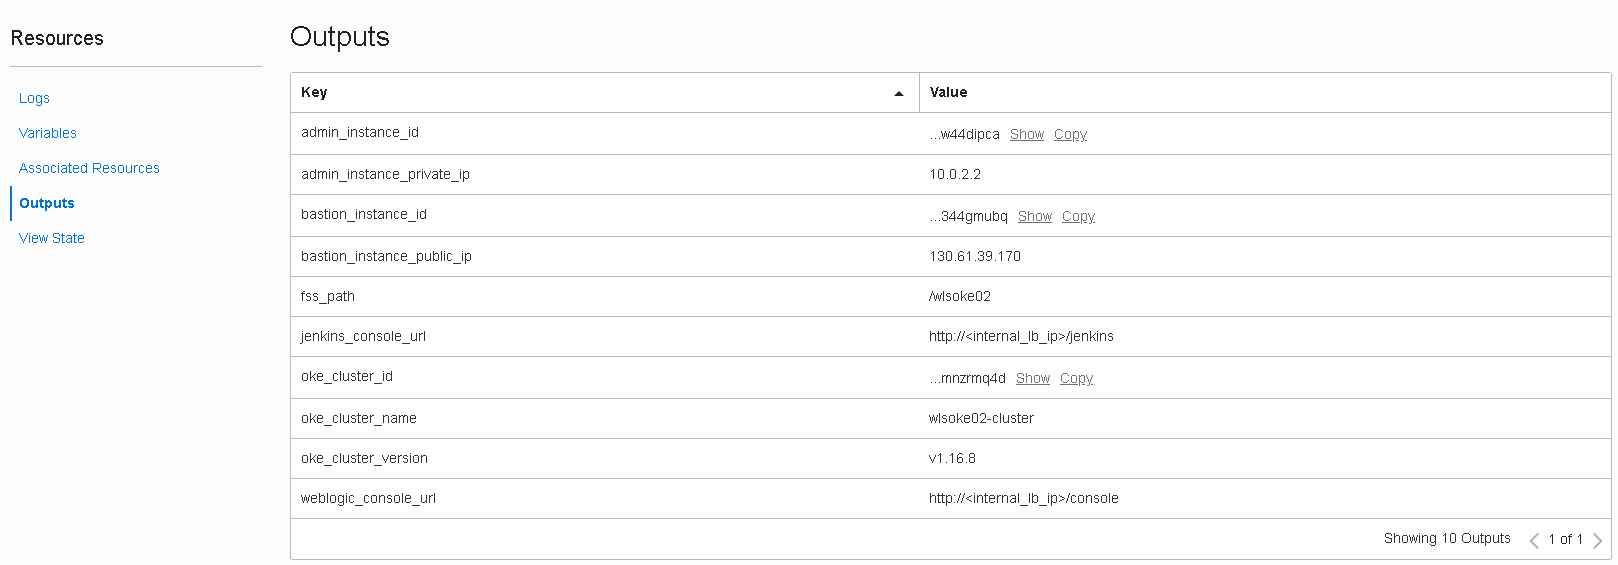 Resources
Logs
Variables
Associated Resources
Outputs
View State
Outputs
Key Value
admin_instance_id ...w44dipca Show Copy
admin_instance_private_ip 10.0.2.2
bastion_instance_id ...344gmubq Show Copy
bastion_instance_public_ip 130.61.39.170
fss_path /wlsoke02
jenkins_console_url http://<internal_lb_ip>/jenkins
oke_cluster_id ...mnzrmq4d Show Copy
oke_cluster_name wlsoke02-cluster
oke_cluster_version v1.16.8
weblogic_console_url http://<internal_lb_ip>/console
Showing 10 Outputs 1 of 1